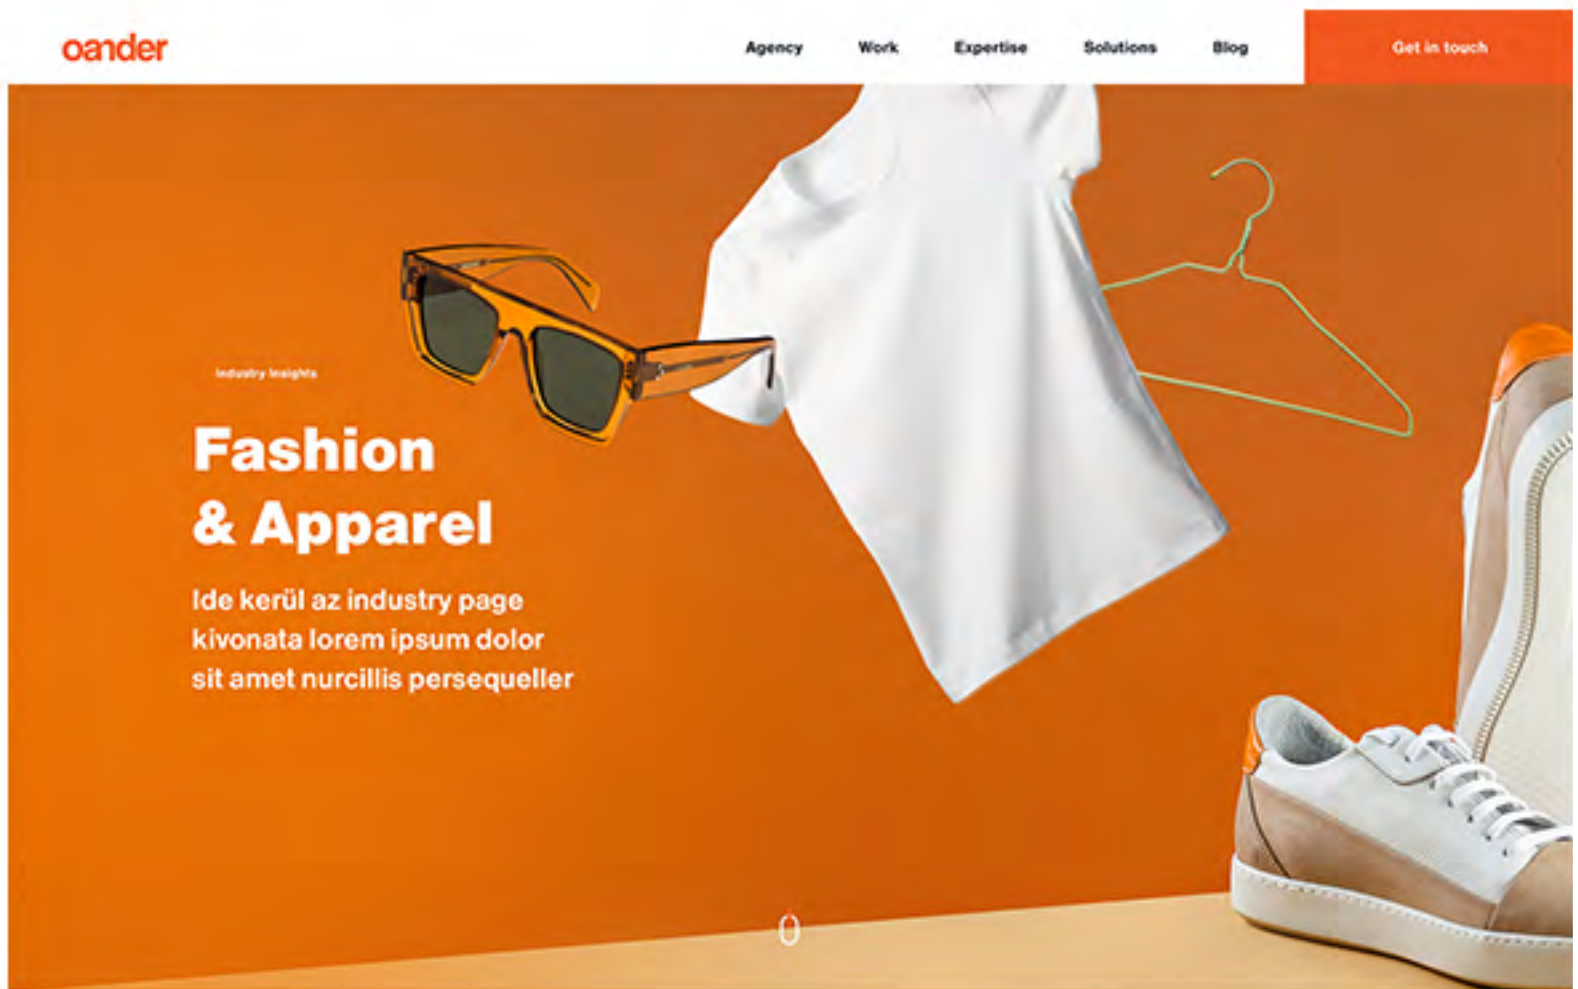 oander
Agency
Work
Expertise
Solutions
Blog
Get in touch
Industry Insights
Fashion
& Apparel
Ide kerül az industry page
kivonata lorem ipsum dolor
sit amet nurcillis persequeller